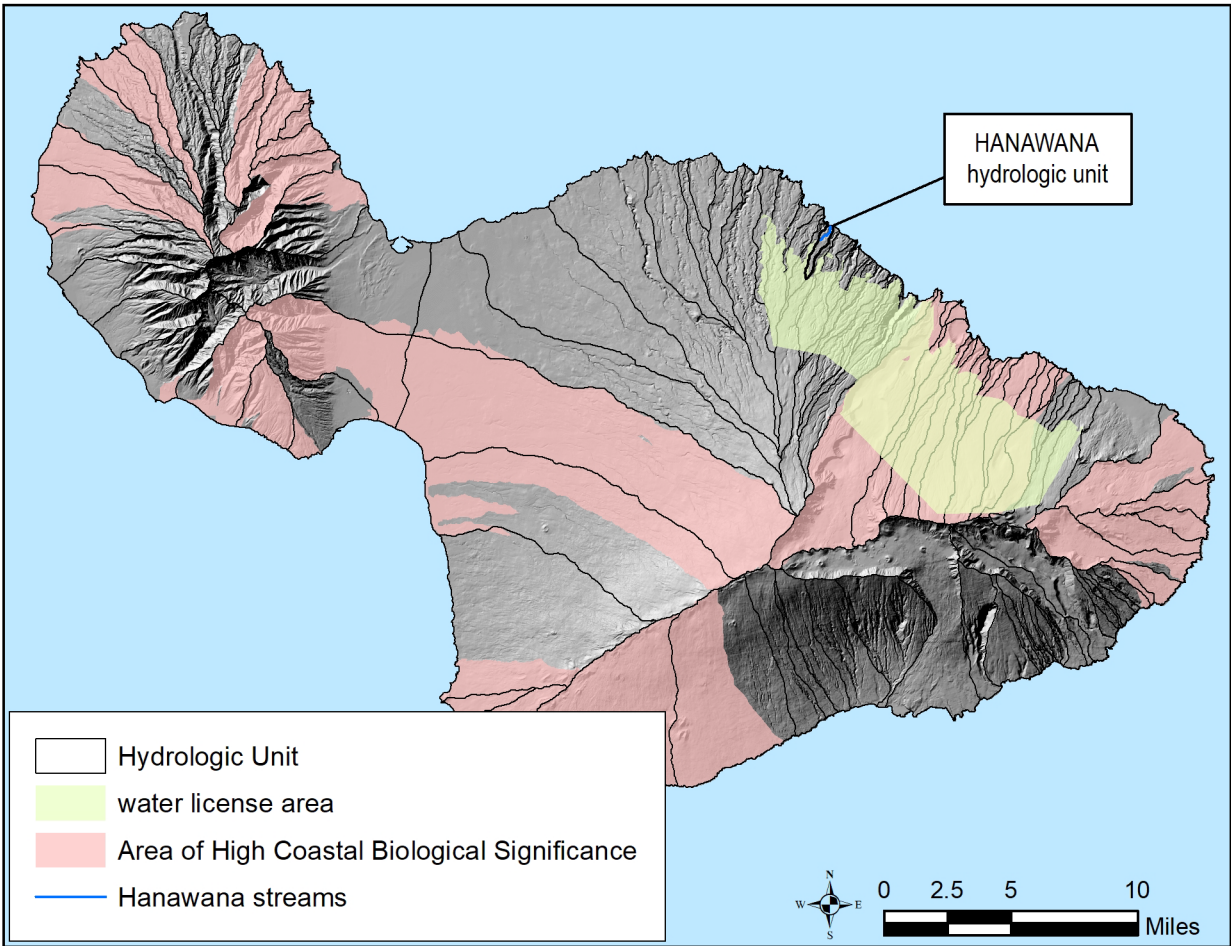 HANAWANA
hydrologic unit
Hydrologic Unit
water license area
Area of High Coastal Biological Significance
Hanawana streams
N
W E
S
0 2.5 5 10
Miles